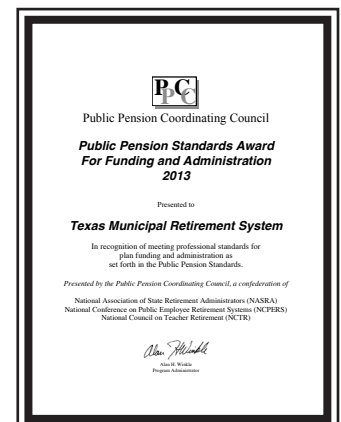 PPCC
Public Pension Coordinating Council
Public Pension Standards Award
For Funding and Administration
2013
Presented to
Texas Municipal Retirement System
In recognition of meeting professional standards for
plan funding and administration as
set forth in the Public Pension Standards.
Presented by the Public Pension Coordinating Council, a confederation of
National Association of State Retirement Administrators (NASRA)
National Conference on Public Employee Retirement Systems (NCPERS)
National Council on Teacher Retirement (NCTR)
Alan H. Winkle
Alan H. Winkle
Program Administrator